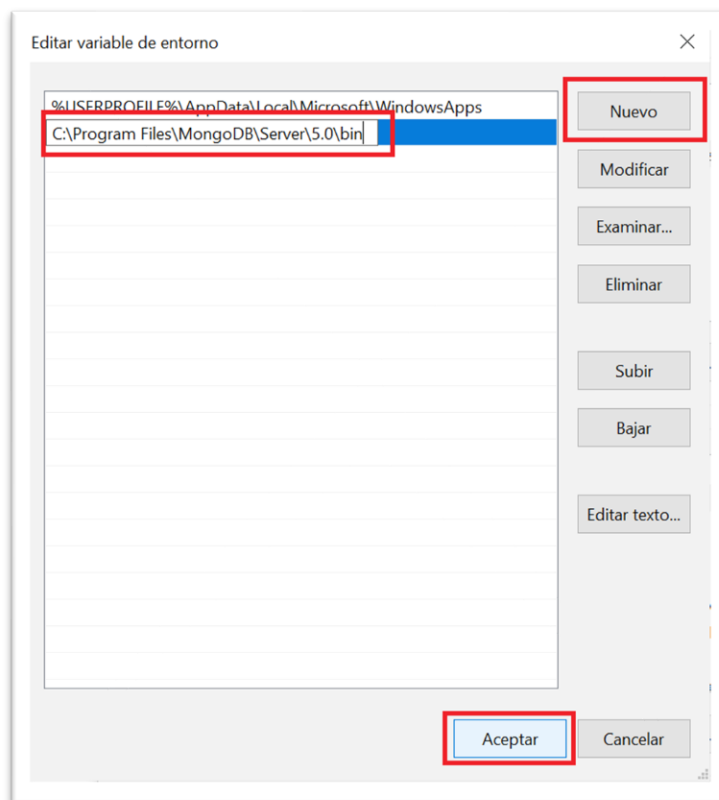 Editar variable de entorno
%USERPROFILE%\AppData\Local\Microsoft\WindowsApps
C:\Program Files\MongoDB\Server\5.0\bin
Nuevo
Modificar
Examinar...
Eliminar
Subir
Bajar
Editar texto...
Aceptar
Cancelar